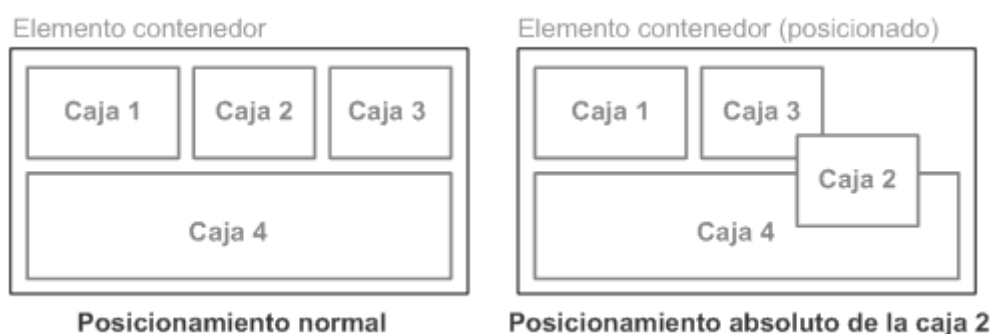 Elemento contenedor
Caja 1
Caja 2
Caja 3
Caja 4
Posicionamiento normal
Elemento contenedor (posicionado)
Caja 1
Caja 3
Caja 2
Caja 4
Posicionamiento absoluto de la caja 2